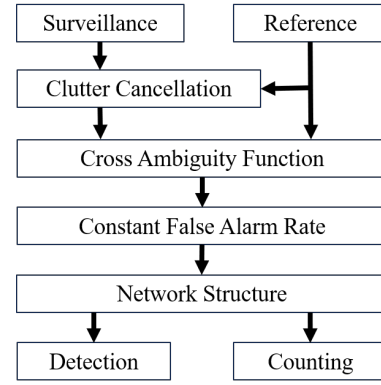 Surveillance
Reference
Clutter Cancellation
Cross Ambiguity Function
Constant False Alarm Rate
Network Structure
Detection
Counting